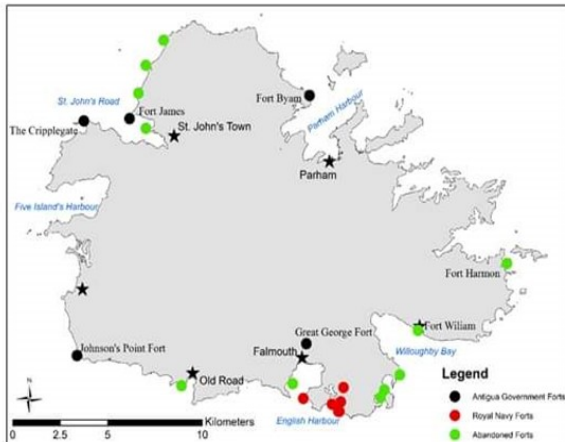 St. John's Road
Fort James
The Cripplegate
St. John's Town
Fort Byam
Parham Harbour
Parham
Five Island's Harbour
Fort Harmon
Great George Fort
Fort Wiliam
Johnson's Point Fort
Falmouth
Willoughby Bay
Old Road
English Harbour
N
Kilometers
0 2.5 5 10
Legend
Antigua Government Forts
Royal Navy Forts
Abandoned Forts